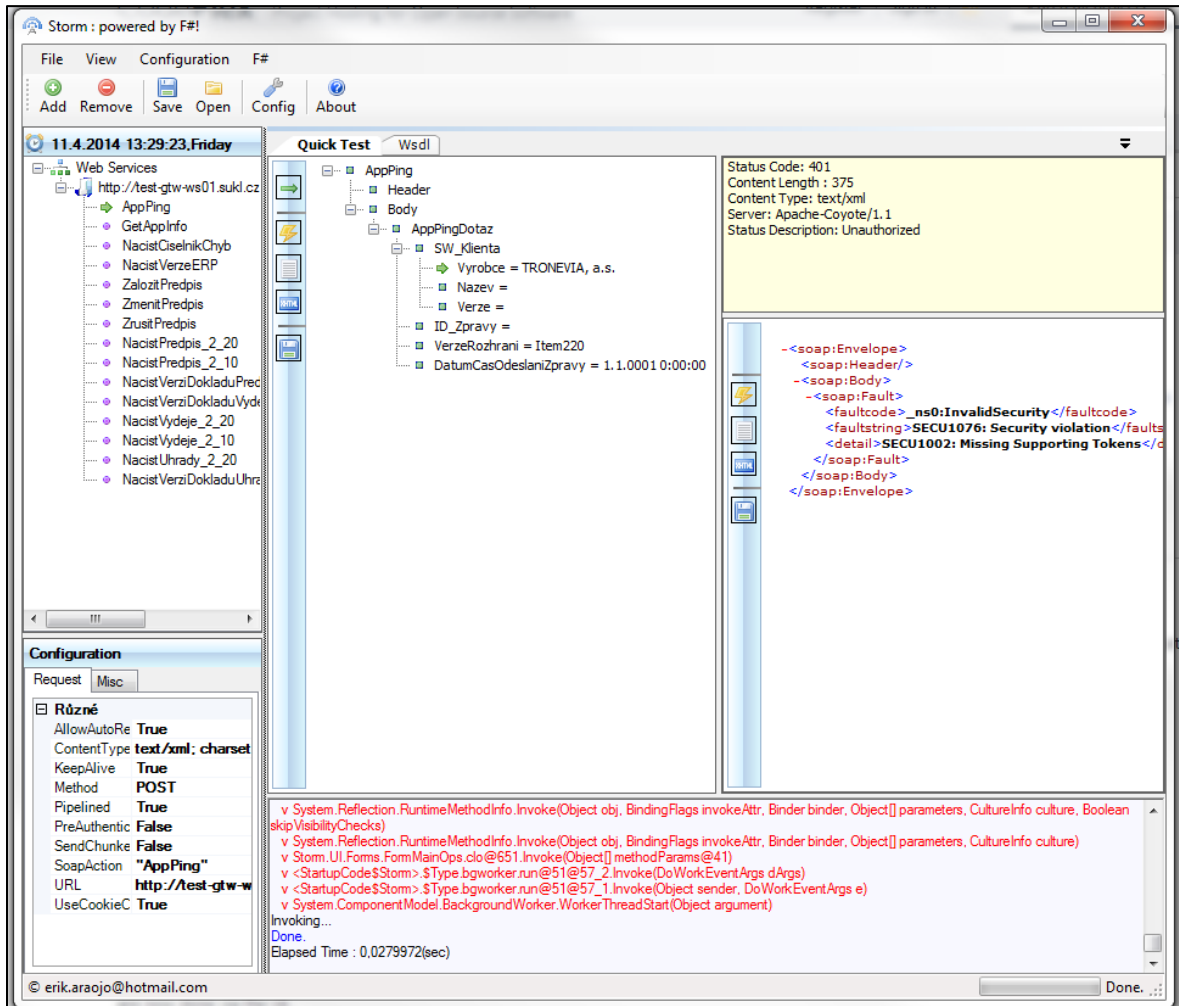 Storm : powered by F#!
File View Configuration F#
Add Remove Save Open Config About
11.4.2014 13:29:23,Friday
Web Services
http://test-gtw-ws01.sukl.cz
AppPing
GetAppInfo
NacistCiselnikChyb
NacistVerzeERP
ZalozitPredpis
ZmenitPredpis
ZrusitPredpis
NacistPredpis_2_20
NacistPredpis_2_10
NacistVerziDokladuPred
NacistVerziDokladuVyde
NacistVydeje_2_20
NacistVydeje_2_10
NacistUhrady_2_20
NacistVerziDokladuUhra
Configuration
Request Misc
Různé
AllowAutoRe True
ContentType text/xml; charset
KeepAlive True
Method POST
Pipelined True
PreAuthentic False
SendChunke False
SoapAction "AppPing"
URL http://test-gtw-w
UseCookieC True
Quick Test Wsdl
AppPing
Header
Body
AppPingDotaz
SW_Klienta
Vyrobce = TRONEVIA, a.s.
Nazev =
Verze =
ID_Zpravy =
VerzeRozhrani = Item220
DatumCasOdeslaniZpravy = 1.1.0001 0:00:00
XHTML
Status Code: 401
Content Length : 375
Content Type: text/xml
Server: Apache-Coyote/1.1
Status Description: Unauthorized
XHTML
-<soap:Envelope>
<soap:Header/>
-<soap:Body>
-<soap:Fault>
<faultcode>_ns0:InvalidSecurity</faultcode>
<faultstring>SECU1076: Security violation</faults
<detail>SECU1002: Missing Supporting Tokens</d
</soap:Fault>
</soap:Body>
</soap:Envelope>
v System.Reflection.RuntimeMethodInfo.Invoke(Object obj, BindingFlags invokeAttr, Binder binder, Object[] parameters, CultureInfo culture, Boolean
skipVisibilityChecks)
v System.Reflection.RuntimeMethodInfo.Invoke(Object obj, BindingFlags invokeAttr, Binder binder, Object[] parameters, CultureInfo culture)
v Storm.UI.Forms.FormMainOps.clo@651.Invoke(Object[] methodParams@41)
v <StartupCode$Storm>.$Type.bgworker.run@51@57_2.Invoke(DoWorkEventArgs dArgs)
v <StartupCode$Storm>.$Type.bgworker.run@51@57_1.Invoke(Object sender, DoWorkEventArgs e)
v System.ComponentModel.BackgroundWorker.WorkerThreadStart(Object argument)
Invoking...
Done.
Elapsed Time : 0,0279972(sec)
© erik.araojo@hotmail.com
Done.